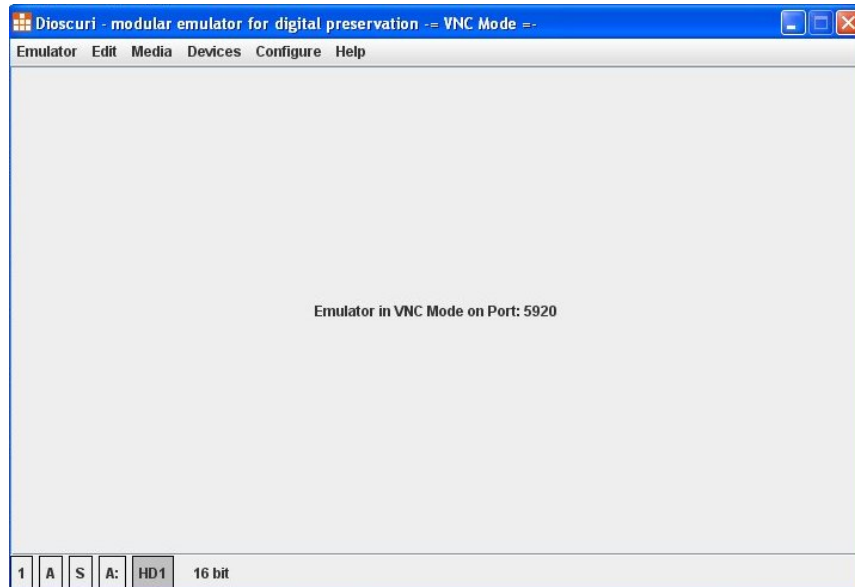 Dioscuri - modular emulator for digital preservation -= VNC Mode =-
Emulator Edit Media Devices Configure Help
Emulator in VNC Mode on Port: 5920
1 A S A: HD1 16 bit